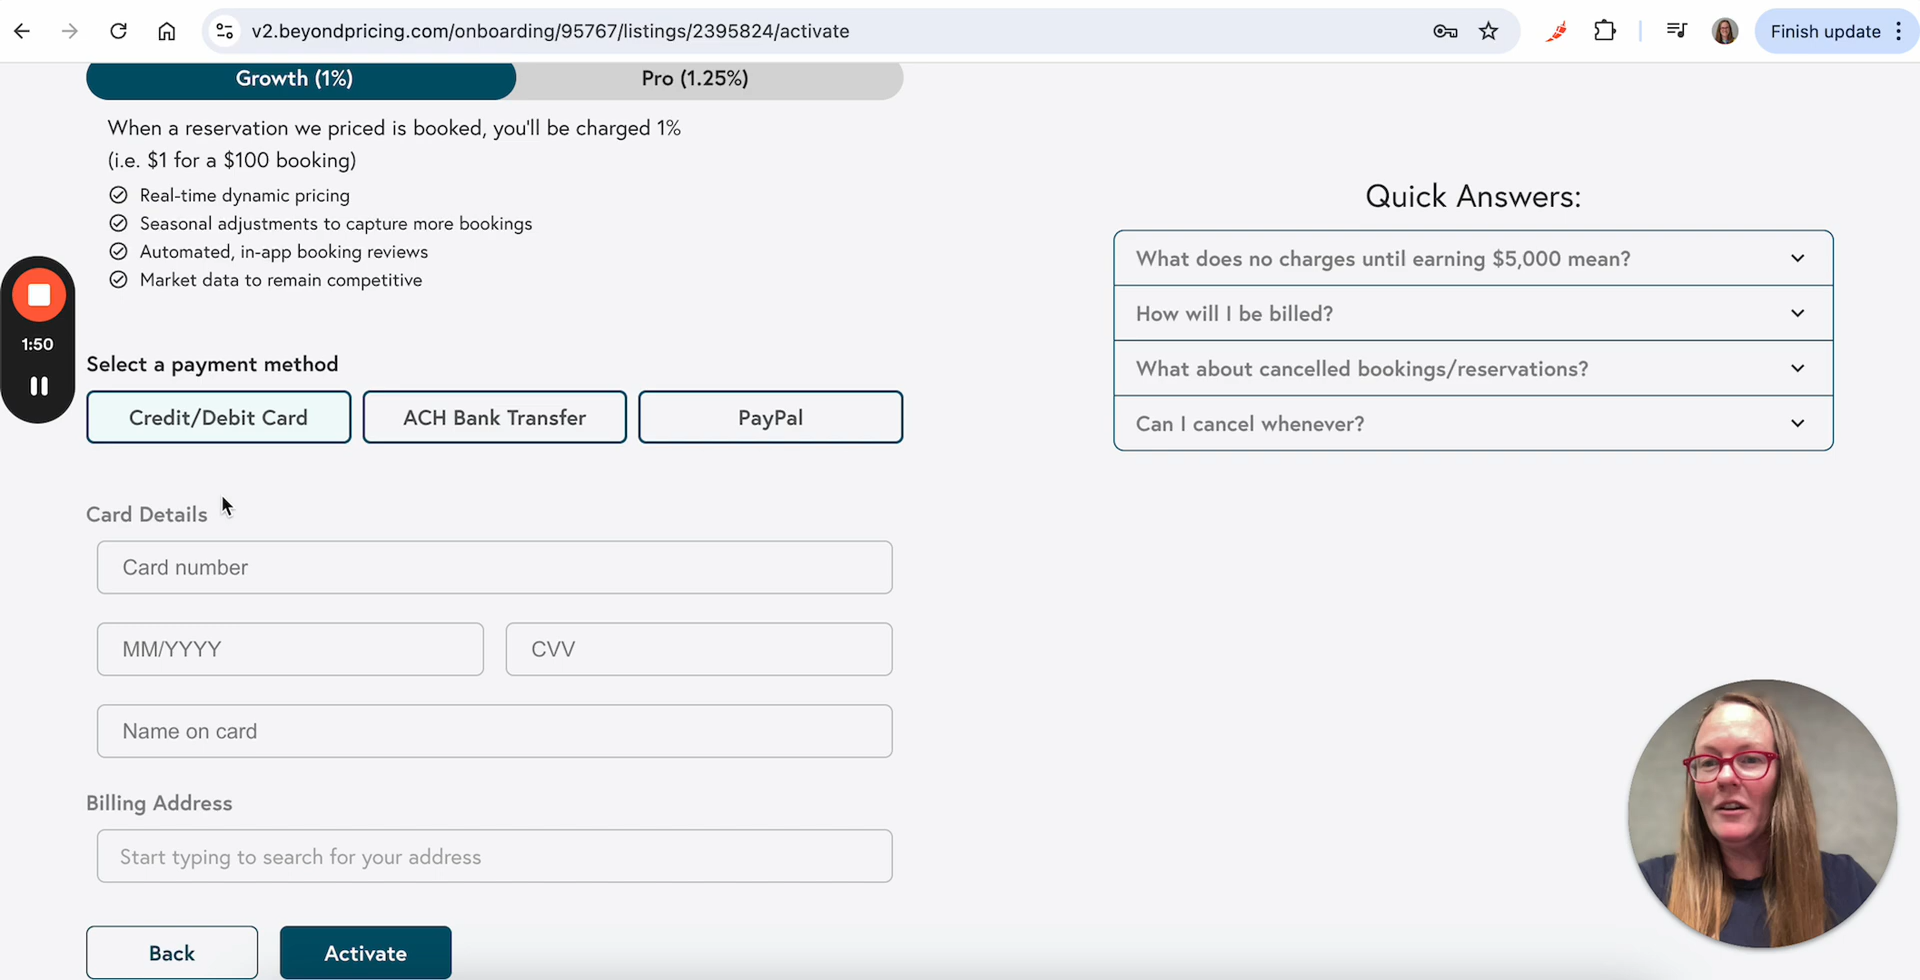 v2.beyondpricing.com/onboarding/95767/listings/2395824/activate
Finish update
Growth (1%)
Pro (1.25%)
When a reservation we priced is booked, you'll be charged 1%
(i.e. $1 for a $100 booking)
Real-time dynamic pricing
Seasonal adjustments to capture more bookings
Automated, in-app booking reviews
Market data to remain competitive
1:50
Select a payment method
Credit/Debit Card
ACH Bank Transfer
PayPal
Card Details
Card number
MM/YYYY
CVV
Name on card
Billing Address
Start typing to search for your address
Back
Activate
Quick Answers:
What does no charges until earning $5,000 mean?
How will I be billed?
What about cancelled bookings/reservations?
Can I cancel whenever?